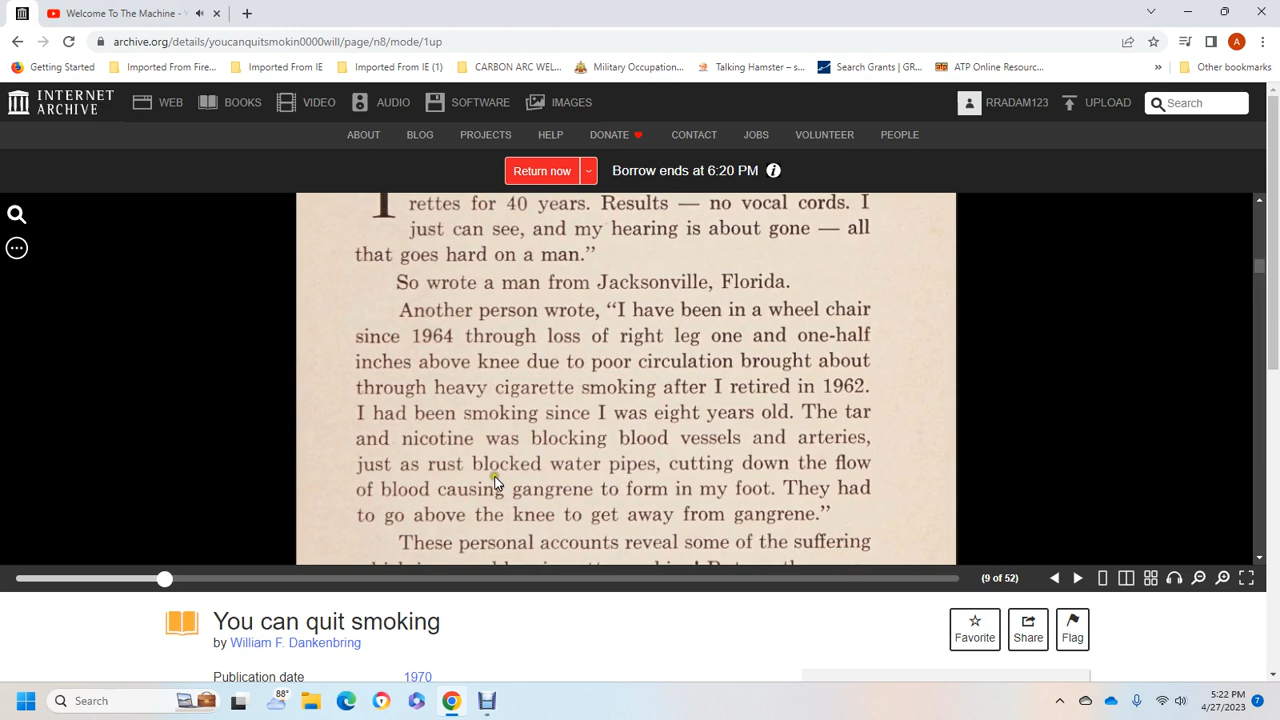 Welcome To The Machine -
archive.org/details/youcanquitsmokin0000will/page/n8/mode/1up
A
Getting Started
Imported From Fire...
Imported From IE
Imported From IE (1)
CARBON ARC WEL...
Military Occupation...
Talking Hamster – s...
Search Grants | GR...
ATP Online Resourc...
»
Other bookmarks
INTERNET
ARCHIVE
WEB
BOOKS
VIDEO
AUDIO
SOFTWARE
IMAGES
RRADAM123
UPLOAD
Search
ABOUT
BLOG
PROJECTS
HELP
DONATE
CONTACT
JOBS
VOLUNTEER
PEOPLE
Return now
Borrow ends at 6:20 PM
rettes for 40 years. Results — no vocal cords. I
just can see, and my hearing is about gone — all
that goes hard on a man.”
So wrote a man from Jacksonville, Florida.
Another person wrote, “I have been in a wheel chair
since 1964 through loss of right leg one and one-half
inches above knee due to poor circulation brought about
through heavy cigarette smoking after I retired in 1962.
I had been smoking since I was eight years old. The tar
and nicotine was blocking blood vessels and arteries,
just as rust blocked water pipes, cutting down the flow
of blood causing gangrene to form in my foot. They had
to go above the knee to get away from gangrene.”
These personal accounts reveal some of the suffering
(9 of 52)
You can quit smoking
by William F. Dankenbring
Favorite
Share
Flag
Publication date
1970
Search
88°
5:22 PM
4/27/2023
7